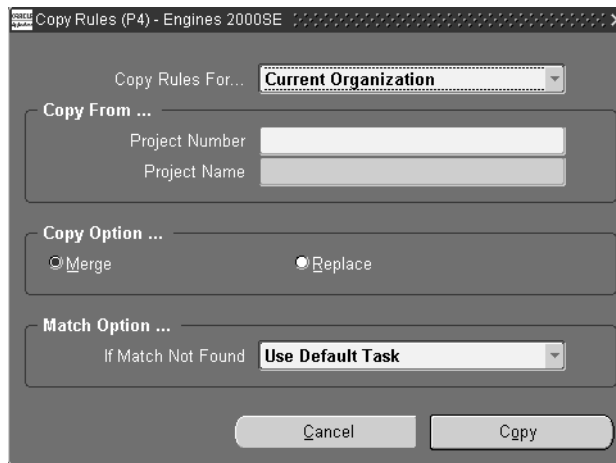 Copy Rules (P4) - Engines 2000SE
Copy Rules For... Current Organization
Copy From ...
Project Number
Project Name
Copy Option ...
Merge Replace
Match Option ...
If Match Not Found Use Default Task
Cancel Copy